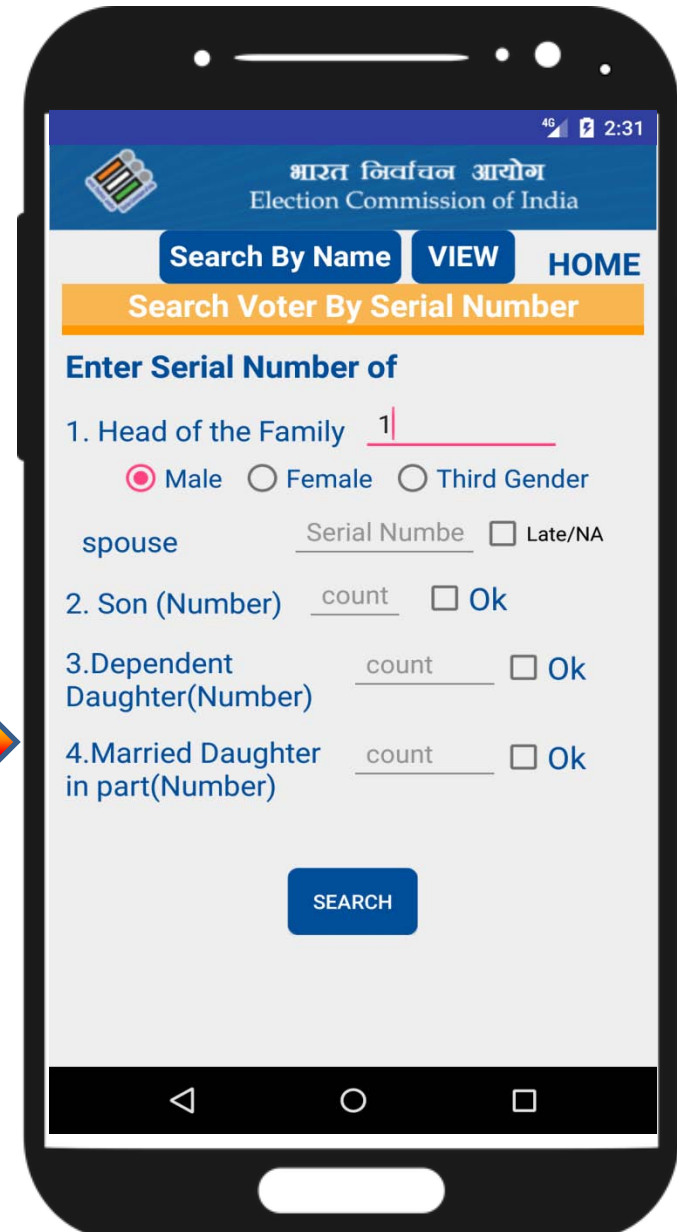 4G 2:31
भारत निर्वाचन आयोग
Election Commission of India
Search By Name VIEW HOME
Search Voter By Serial Number
Enter Serial Number of
1. Head of the Family 1
Male Female Third Gender
spouse Serial Numbe Late/NA
2. Son (Number) count Ok
3.Dependent
Daughter(Number) count Ok
4.Married Daughter
in part(Number) count Ok
SEARCH